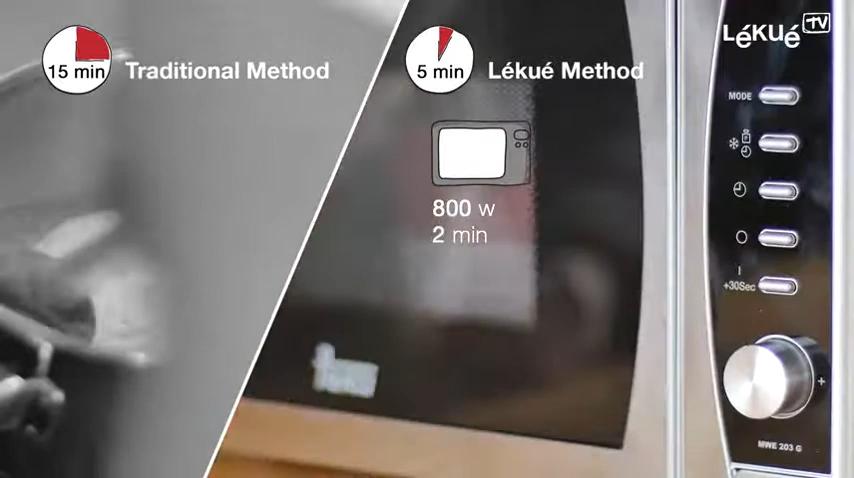 15 min
Traditional Method
5 min
Lékué Method
Lékué TV
800 w
2 min
MODE
+30Sec
MWE 203 G